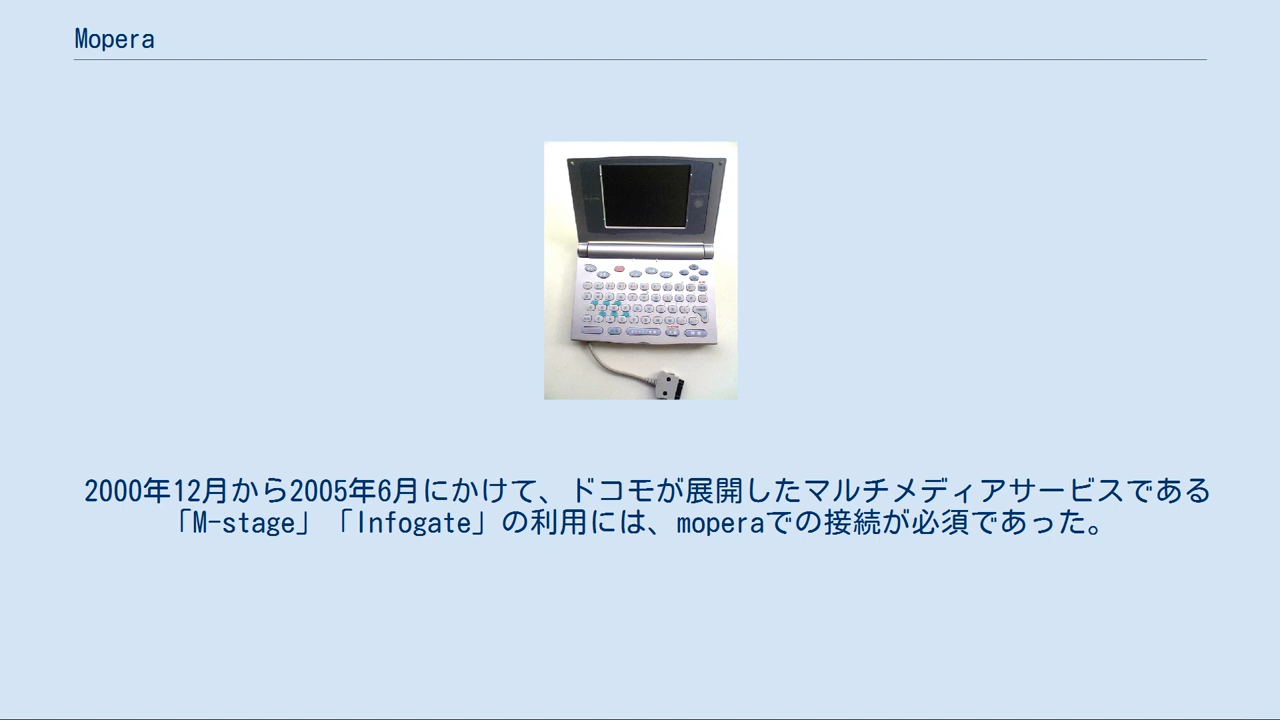 Mopera
2000年12月から2005年6月にかけて、ドコモが展開したマルチメディアサービスである
「M-stage」「Infogate」の利用には、moperaでの接続が必須であった。